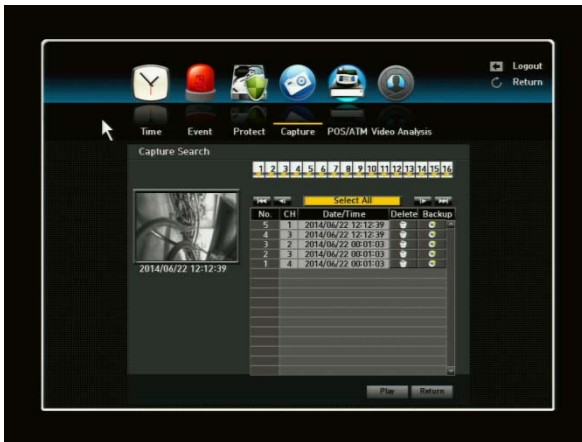 Logout
Return
Time Event Protect Capture POS/ATM Video Analysis
Capture Search
1 2 3 4 5 6 7 8 9 10 11 12 13 14 15 16
Select All
No. CH Date/Time Delete Backup
5 1 2014/06/22 12:12:39
4 3 2014/06/22 12:12:39
3 2 2014/06/22 00:01:03
2 3 2014/06/22 00:01:03
1 4 2014/06/22 00:01:03
2014/06/22 12:12:39
Play Return